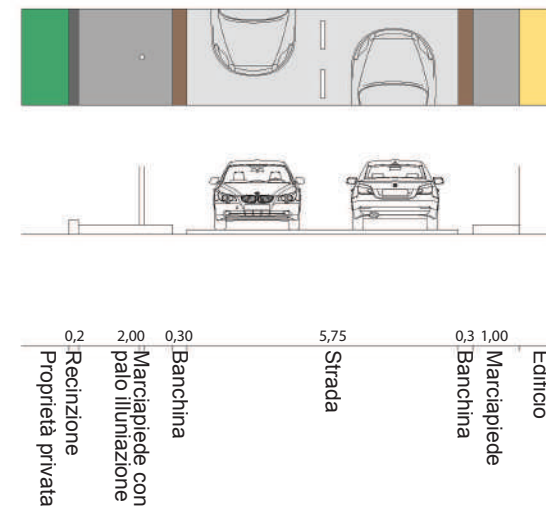 0,2 2,00 0,30 5,75 0,3 1,00
Proprietà privata
Recinzione
Marciapiede con
palo illuniazione
Banchina
Strada
Banchina
Marciapiede
Edificio